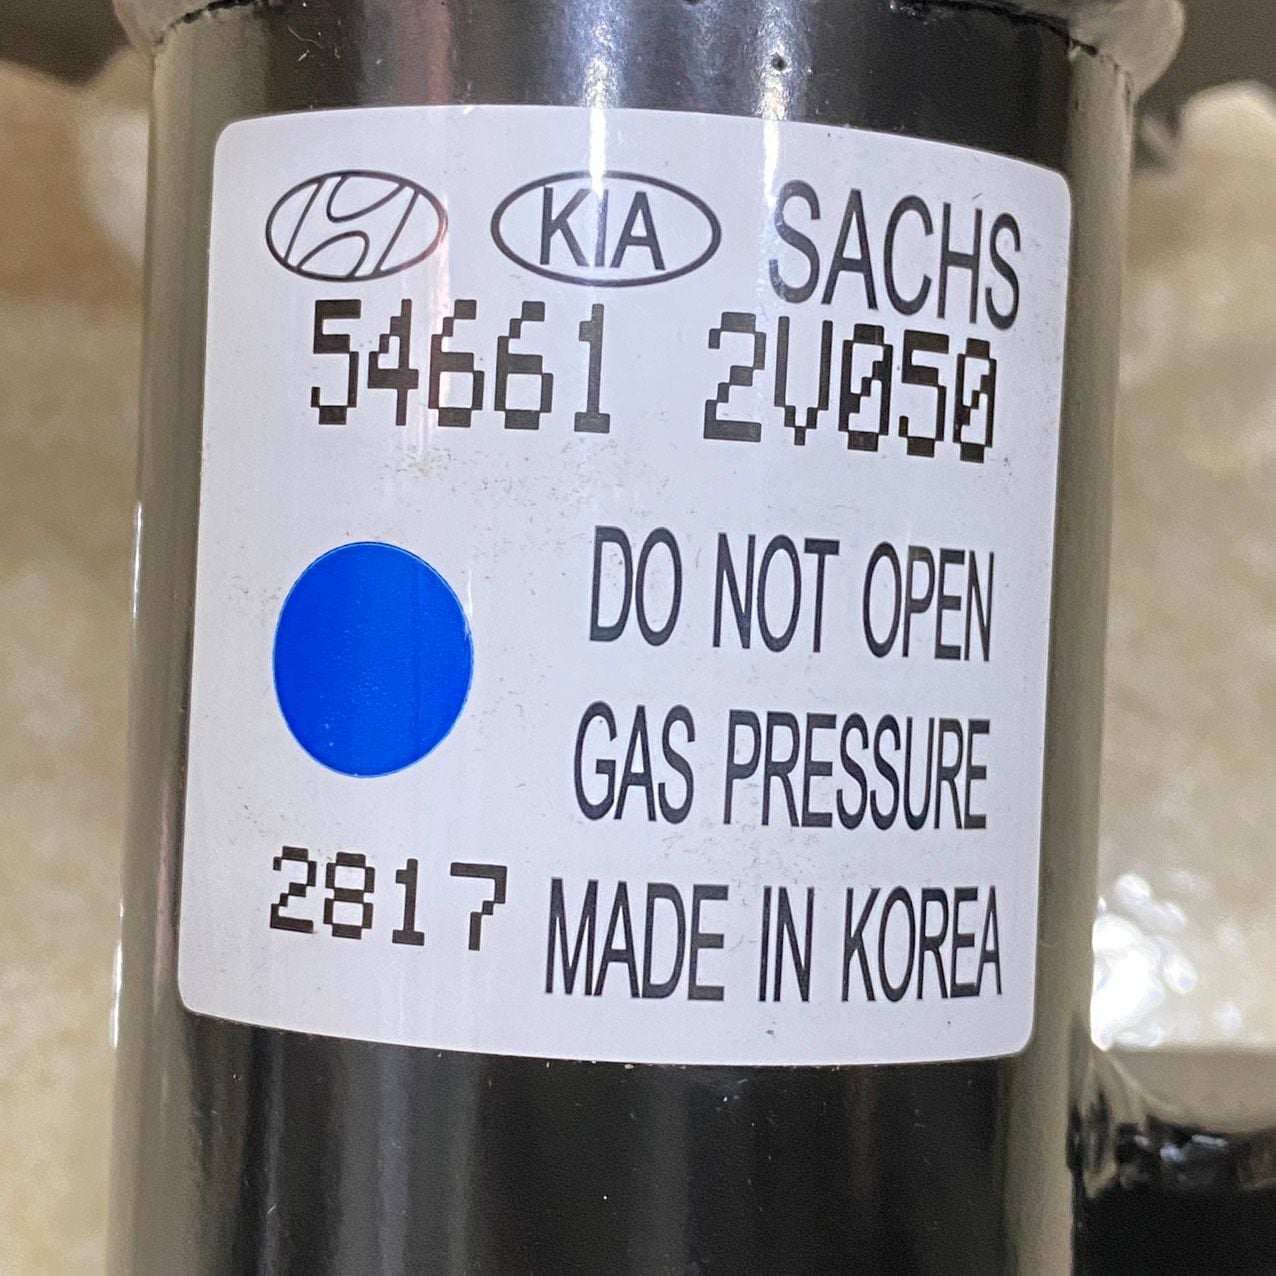 KIA SACHS
54661 2V050
DO NOT OPEN
GAS PRESSURE
2817 MADE IN KOREA